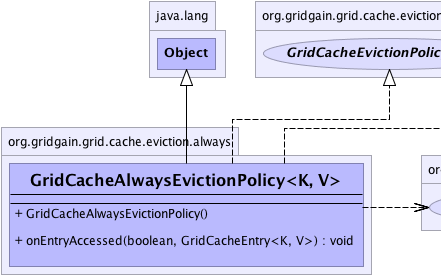 java.lang
org.gridgain.grid.cache.eviction
Object
GridCacheEvictionPolic
org.gridgain.grid.cache.eviction.always
GridCacheAlwaysEvictionPolicy<K, V>
+ GridCacheAlwaysEvictionPolicy()
+ onEntryAccessed(boolean, GridCacheEntry<K, V>) : void